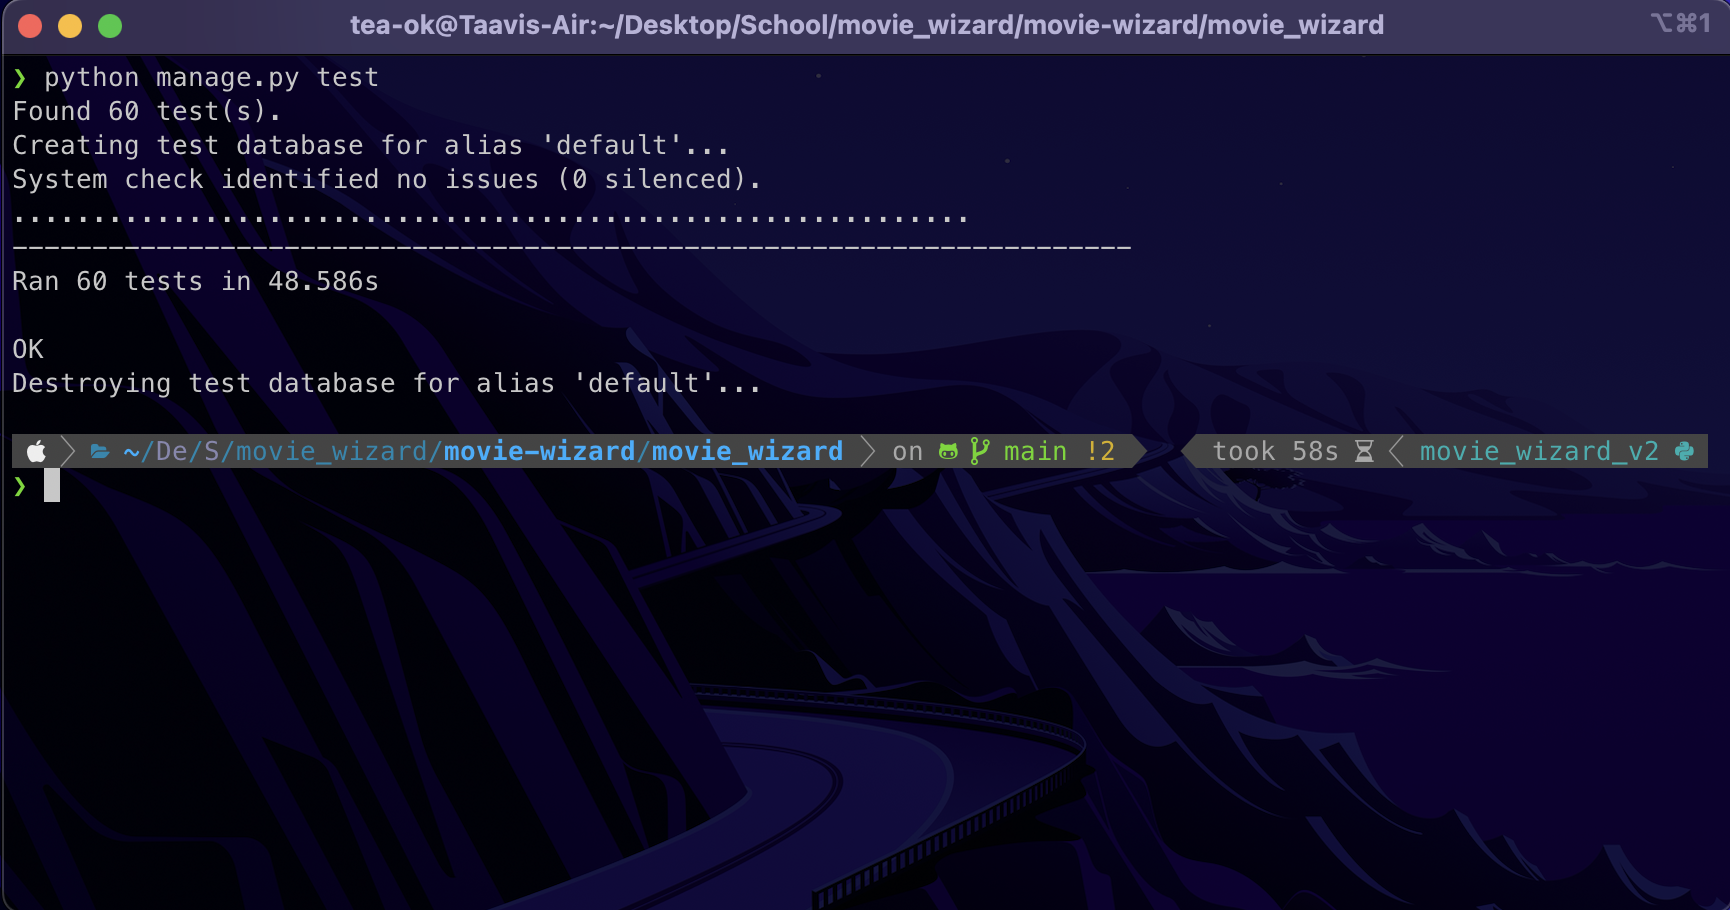 tea-ok@Taavis-Air:~/Desktop/School/movie_wizard/movie-wizard/movie_wizard ⌥⌘1
❯ python manage.py test
Found 60 test(s).
Creating test database for alias 'default'...
System check identified no issues (0 silenced).
............................................................
----------------------------------------------------------------------
Ran 60 tests in 48.586s
OK
Destroying test database for alias 'default'...
~/De/S/movie_wizard/movie-wizard/movie_wizard on main !2 took 58s movie_wizard_v2
❯